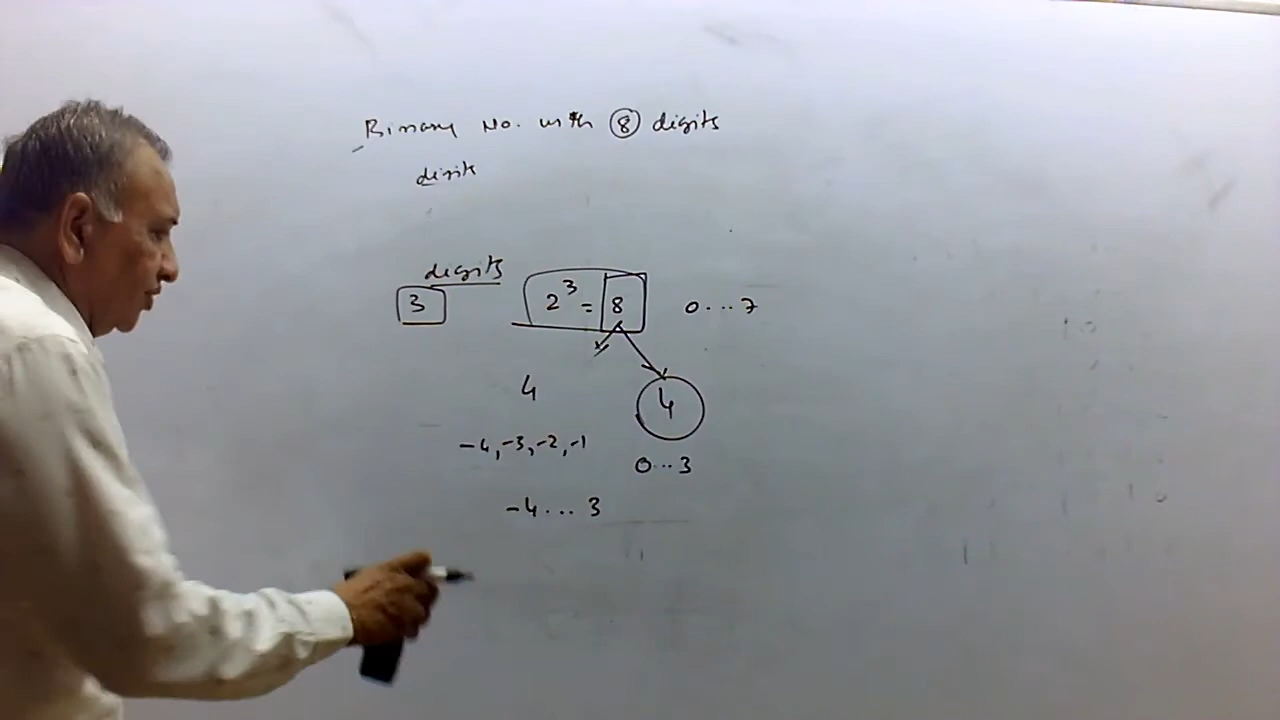 Binary No. with 8 digits
digits
digits
3 2³ = 8 0...7
4 4
-4,-3,-2,-1
0...3
-4...3